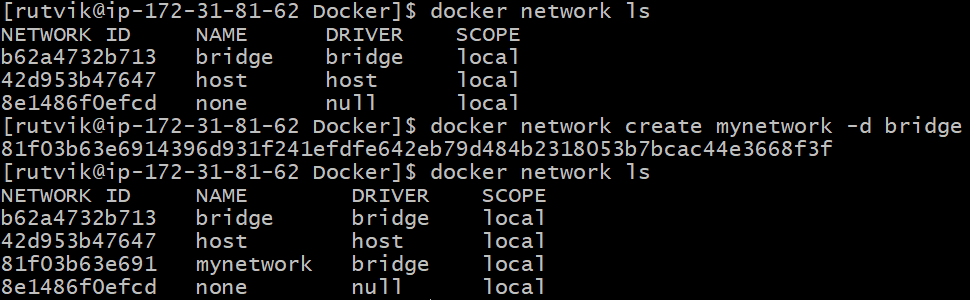 [rutvik@ip-172-31-81-62 Docker]$ docker network ls
NETWORK ID     NAME      DRIVER    SCOPE
b62a4732b713   bridge    bridge    local
42d953b47647   host      host      local
8e1486f0efcd   none      null      local
[rutvik@ip-172-31-81-62 Docker]$ docker network create mynetwork -d bridge
81f03b63e6914396d931f241efdfe642eb79d484b2318053b7bcac44e3668f3f
[rutvik@ip-172-31-81-62 Docker]$ docker network ls
NETWORK ID     NAME        DRIVER    SCOPE
b62a4732b713   bridge      bridge    local
42d953b47647   host        host      local
81f03b63e691   mynetwork   bridge    local
8e1486f0efcd   none        null      local